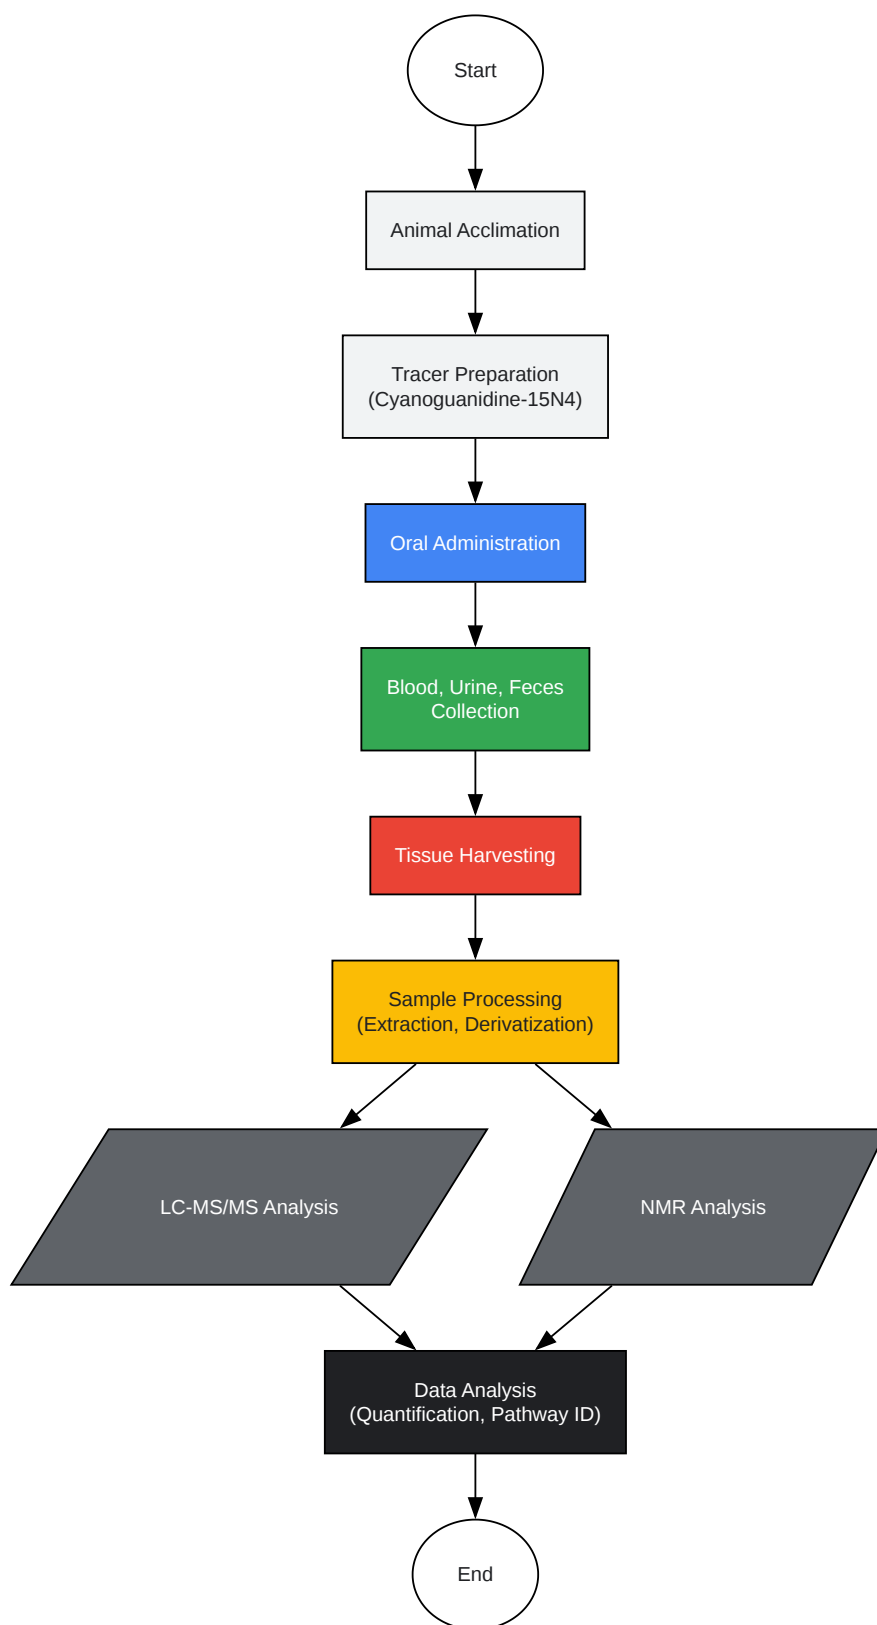 Start
Animal Acclimation
Tracer Preparation
(Cyanoguanidine-15N4)
Oral Administration
Blood, Urine, Feces
Collection
Tissue Harvesting
Sample Processing
(Extraction, Derivatization)
LC-MS/MS Analysis
NMR Analysis
Data Analysis
(Quantification, Pathway ID)
End